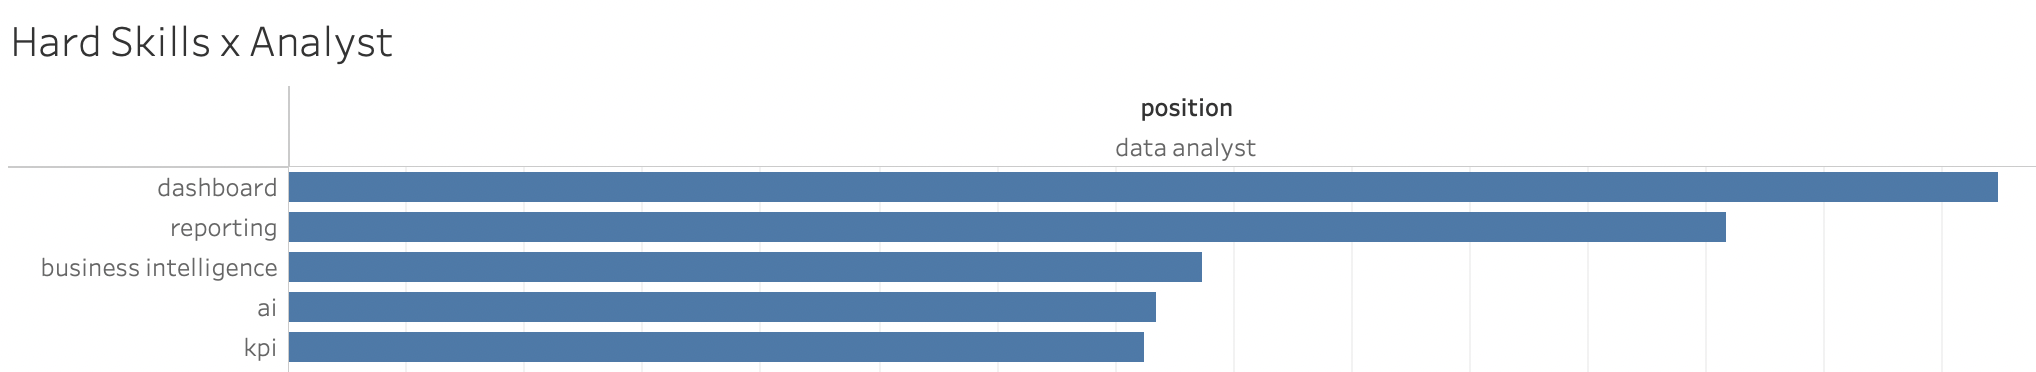 Hard Skills x Analyst
position
data analyst
dashboard
reporting
business intelligence
ai
kpi